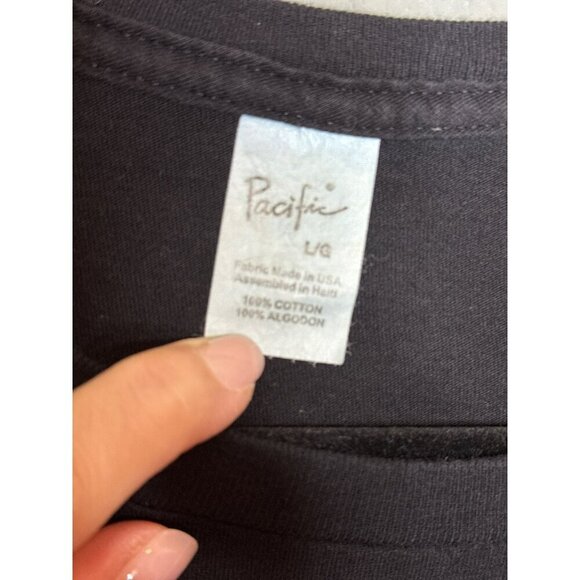 Pacific®
L/G
Fabric Made in USA
Assembled in Haiti
100% COTTON
100% ALGODON